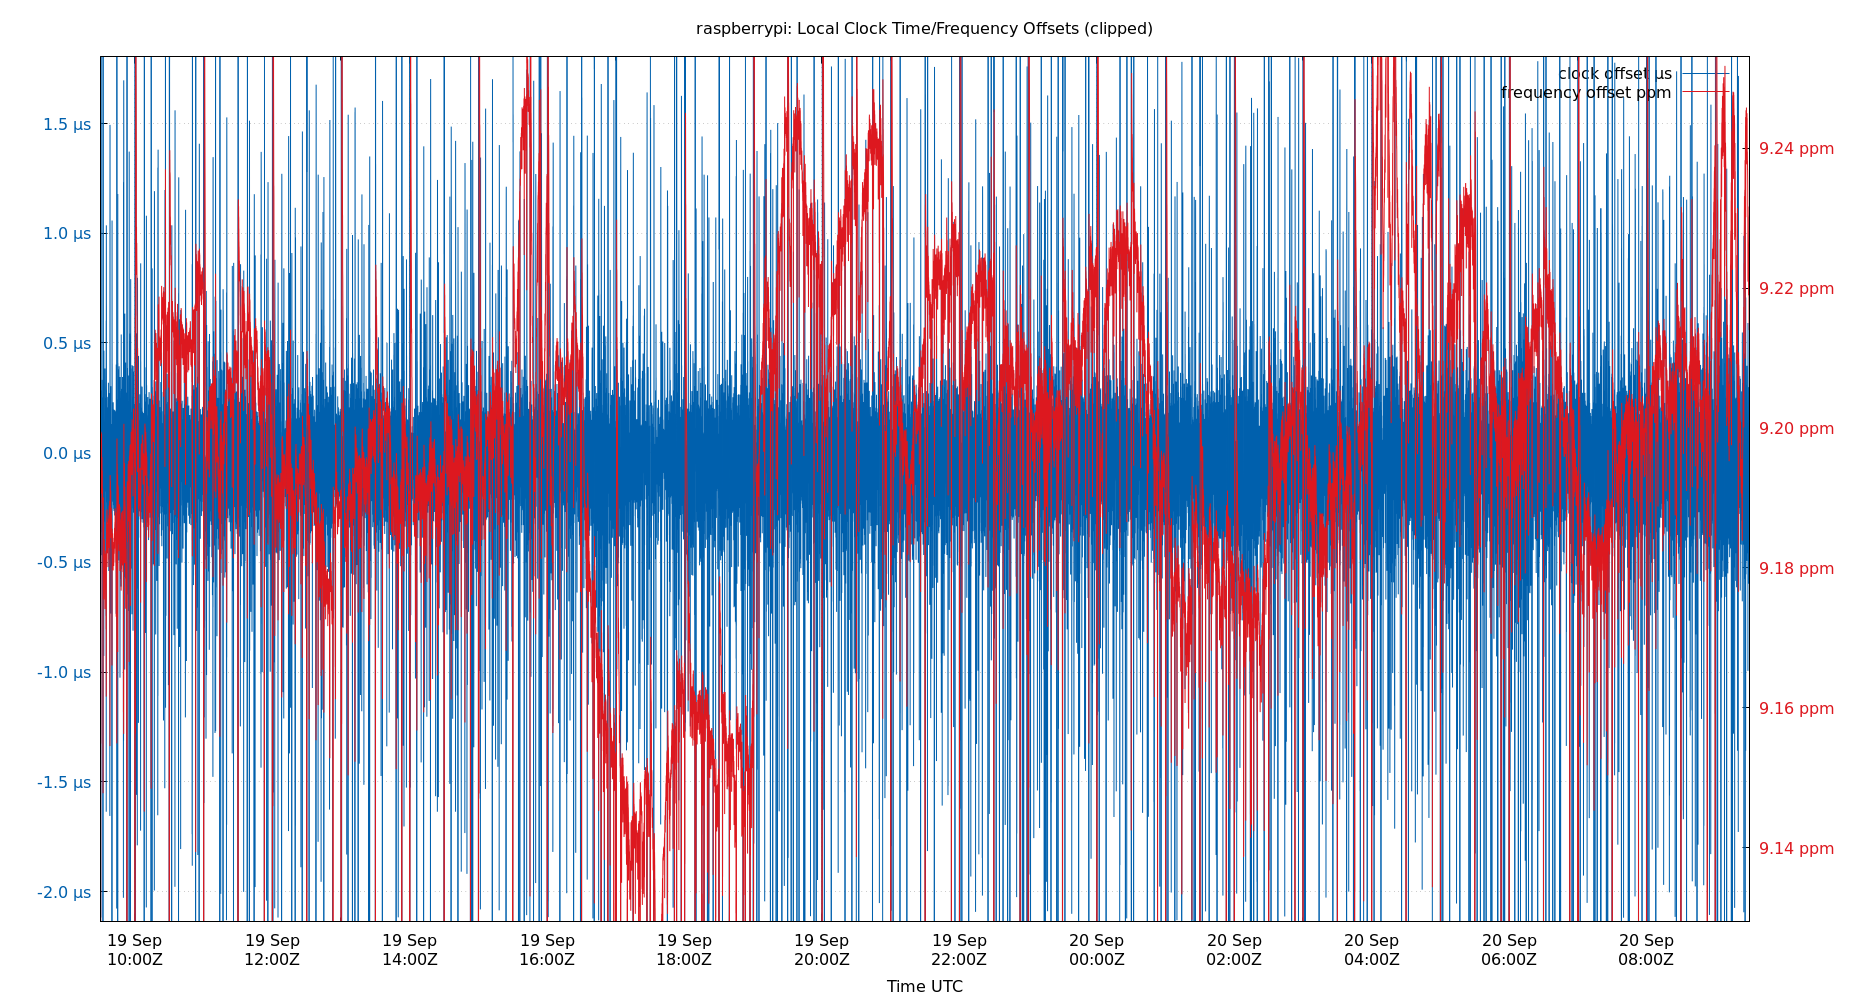 raspberrypi: Local Clock Time/Frequency Offsets (clipped)
clock offset µs
frequency offset ppm
1.5 µs
1.0 µs
0.5 µs
0.0 µs
-0.5 µs
-1.0 µs
-1.5 µs
-2.0 µs
9.24 ppm
9.22 ppm
9.20 ppm
9.18 ppm
9.16 ppm
9.14 ppm
19 Sep
10:00Z
19 Sep
12:00Z
19 Sep
14:00Z
19 Sep
16:00Z
19 Sep
18:00Z
19 Sep
20:00Z
19 Sep
22:00Z
20 Sep
00:00Z
20 Sep
02:00Z
20 Sep
04:00Z
20 Sep
06:00Z
20 Sep
08:00Z
Time UTC